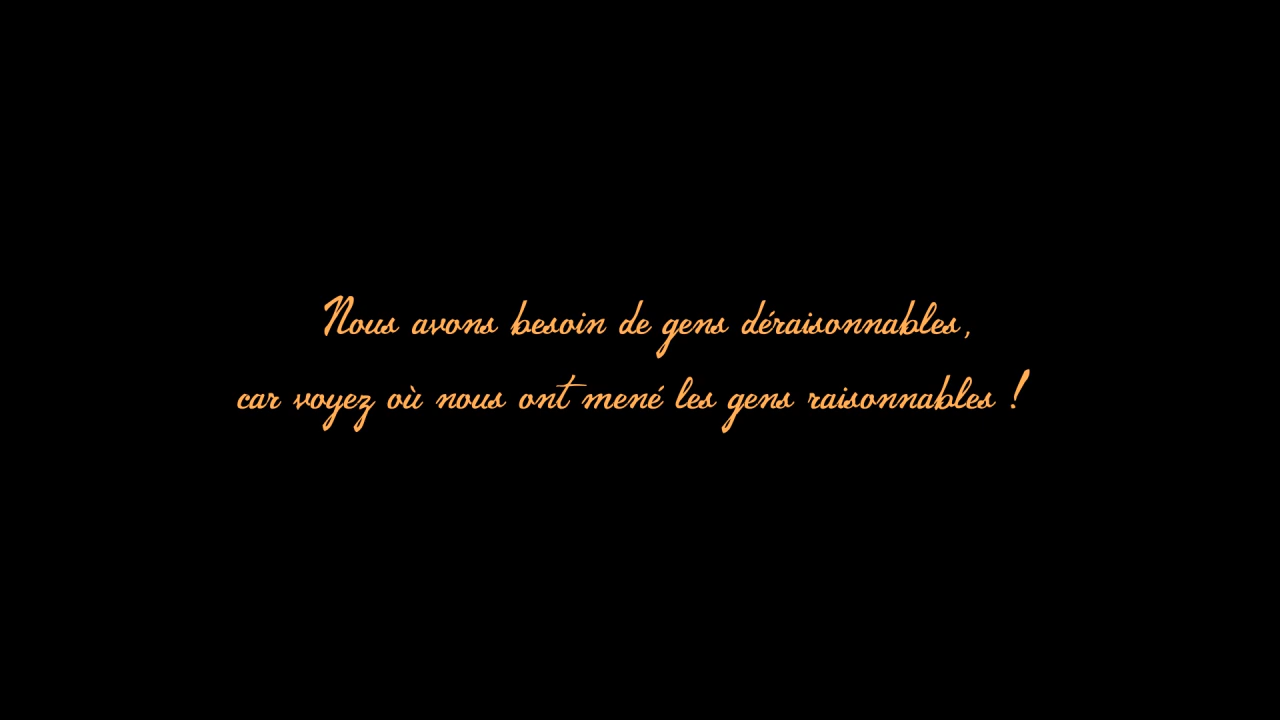 Nous avons besoin de gens déraisonnables,
car voyez où nous ont mené les gens raisonnables !